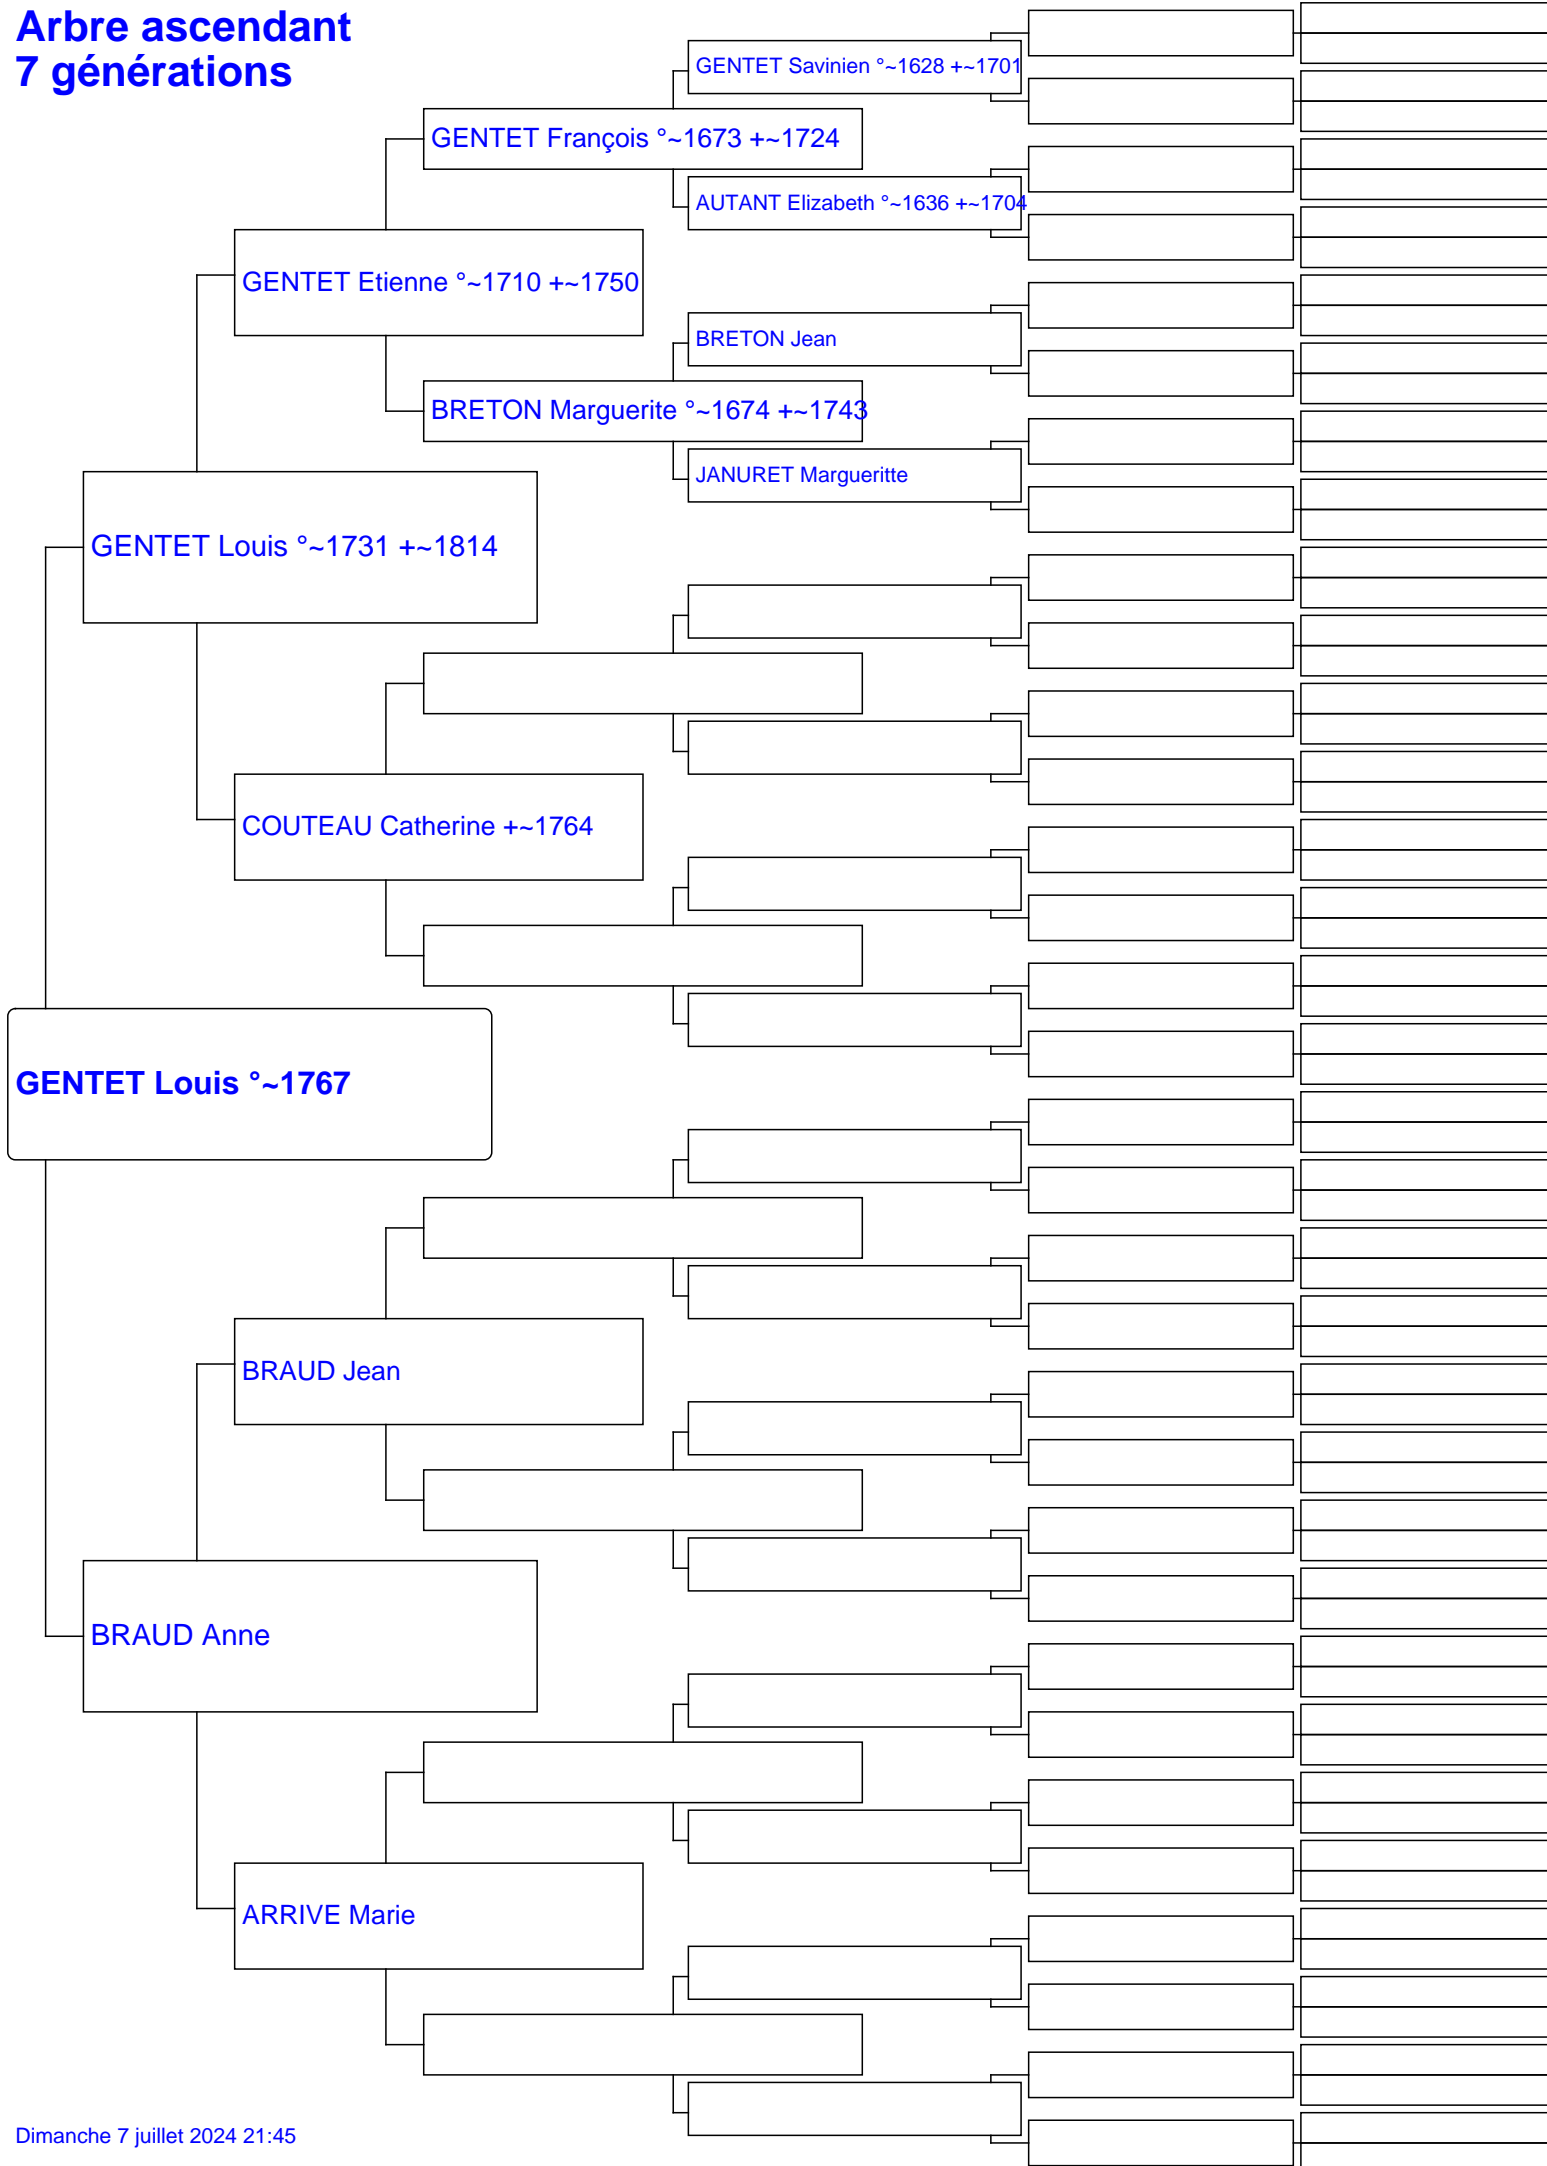 Arbre ascendant
7 générations
GENTET Savinien °~1628 +~1701
GENTET François °~1673 +~1724
AUTANT Elizabeth °~1636 +~1704
GENTET Etienne °~1710 +~1750
BRETON Jean
BRETON Marguerite °~1674 +~1743
JANURET Margueritte
GENTET Louis °~1731 +~1814
COUTEAU Catherine +~1764
GENTET Louis °~1767
BRAUD Jean
BRAUD Anne
ARRIVE Marie
Dimanche 7 juillet 2024 21:45